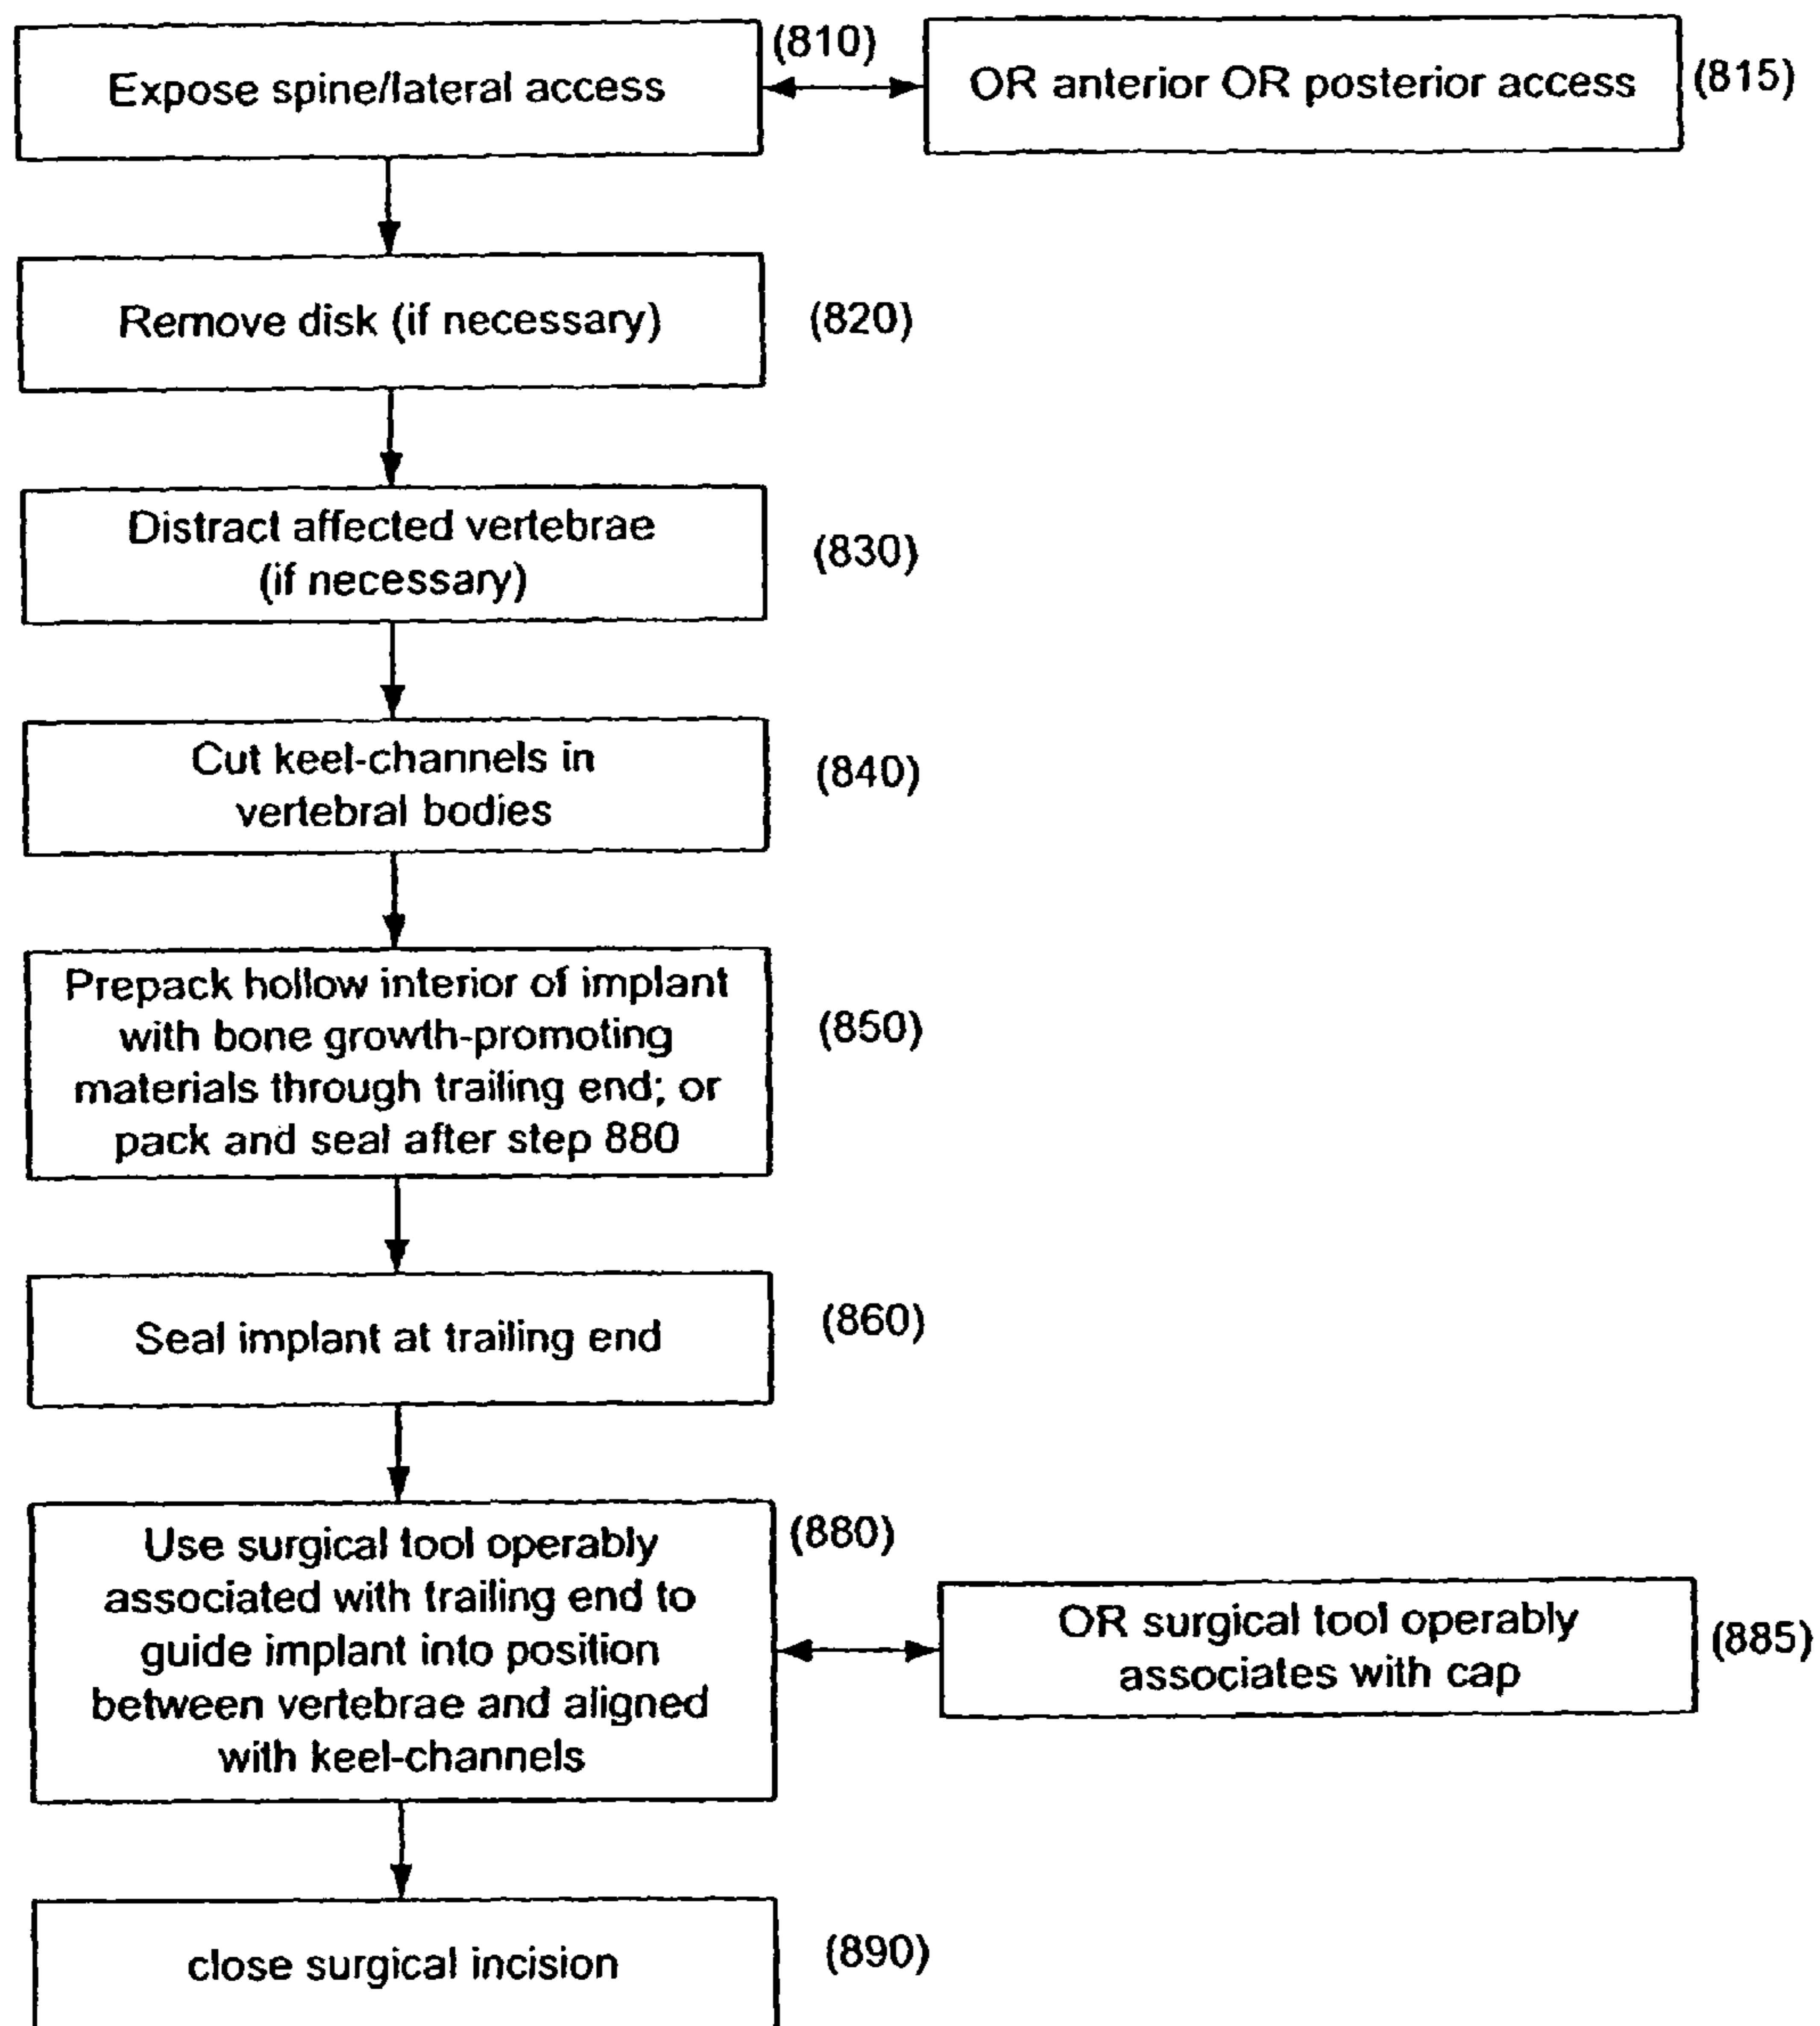 Expose spine/lateral access
(810)
OR anterior OR posterior access
(815)
Remove disk (if necessary)
(820)
Distract affected vertebrae
(if necessary)
(830)
Cut keel-channels in
vertebral bodies
(840)
Prepack hollow interior of implant
with bone growth-promoting
materials through trailing end; or
pack and seal after step 880
(850)
Seal implant at trailing end
(860)
Use surgical tool operably
associated with trailing end to
guide implant into position
between vertebrae and aligned
with keel-channels
(880)
OR surgical tool operably
associates with cap
(885)
close surgical incision
(890)